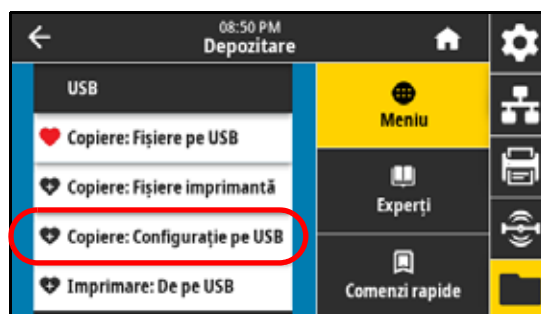 08:50 PM
Depozitare
USB
Copiere: Fișiere pe USB
Copiere: Fișiere imprimantă
Copiere: Configurație pe USB
Imprimare: De pe USB
Meniu
Experți
Comenzi rapide